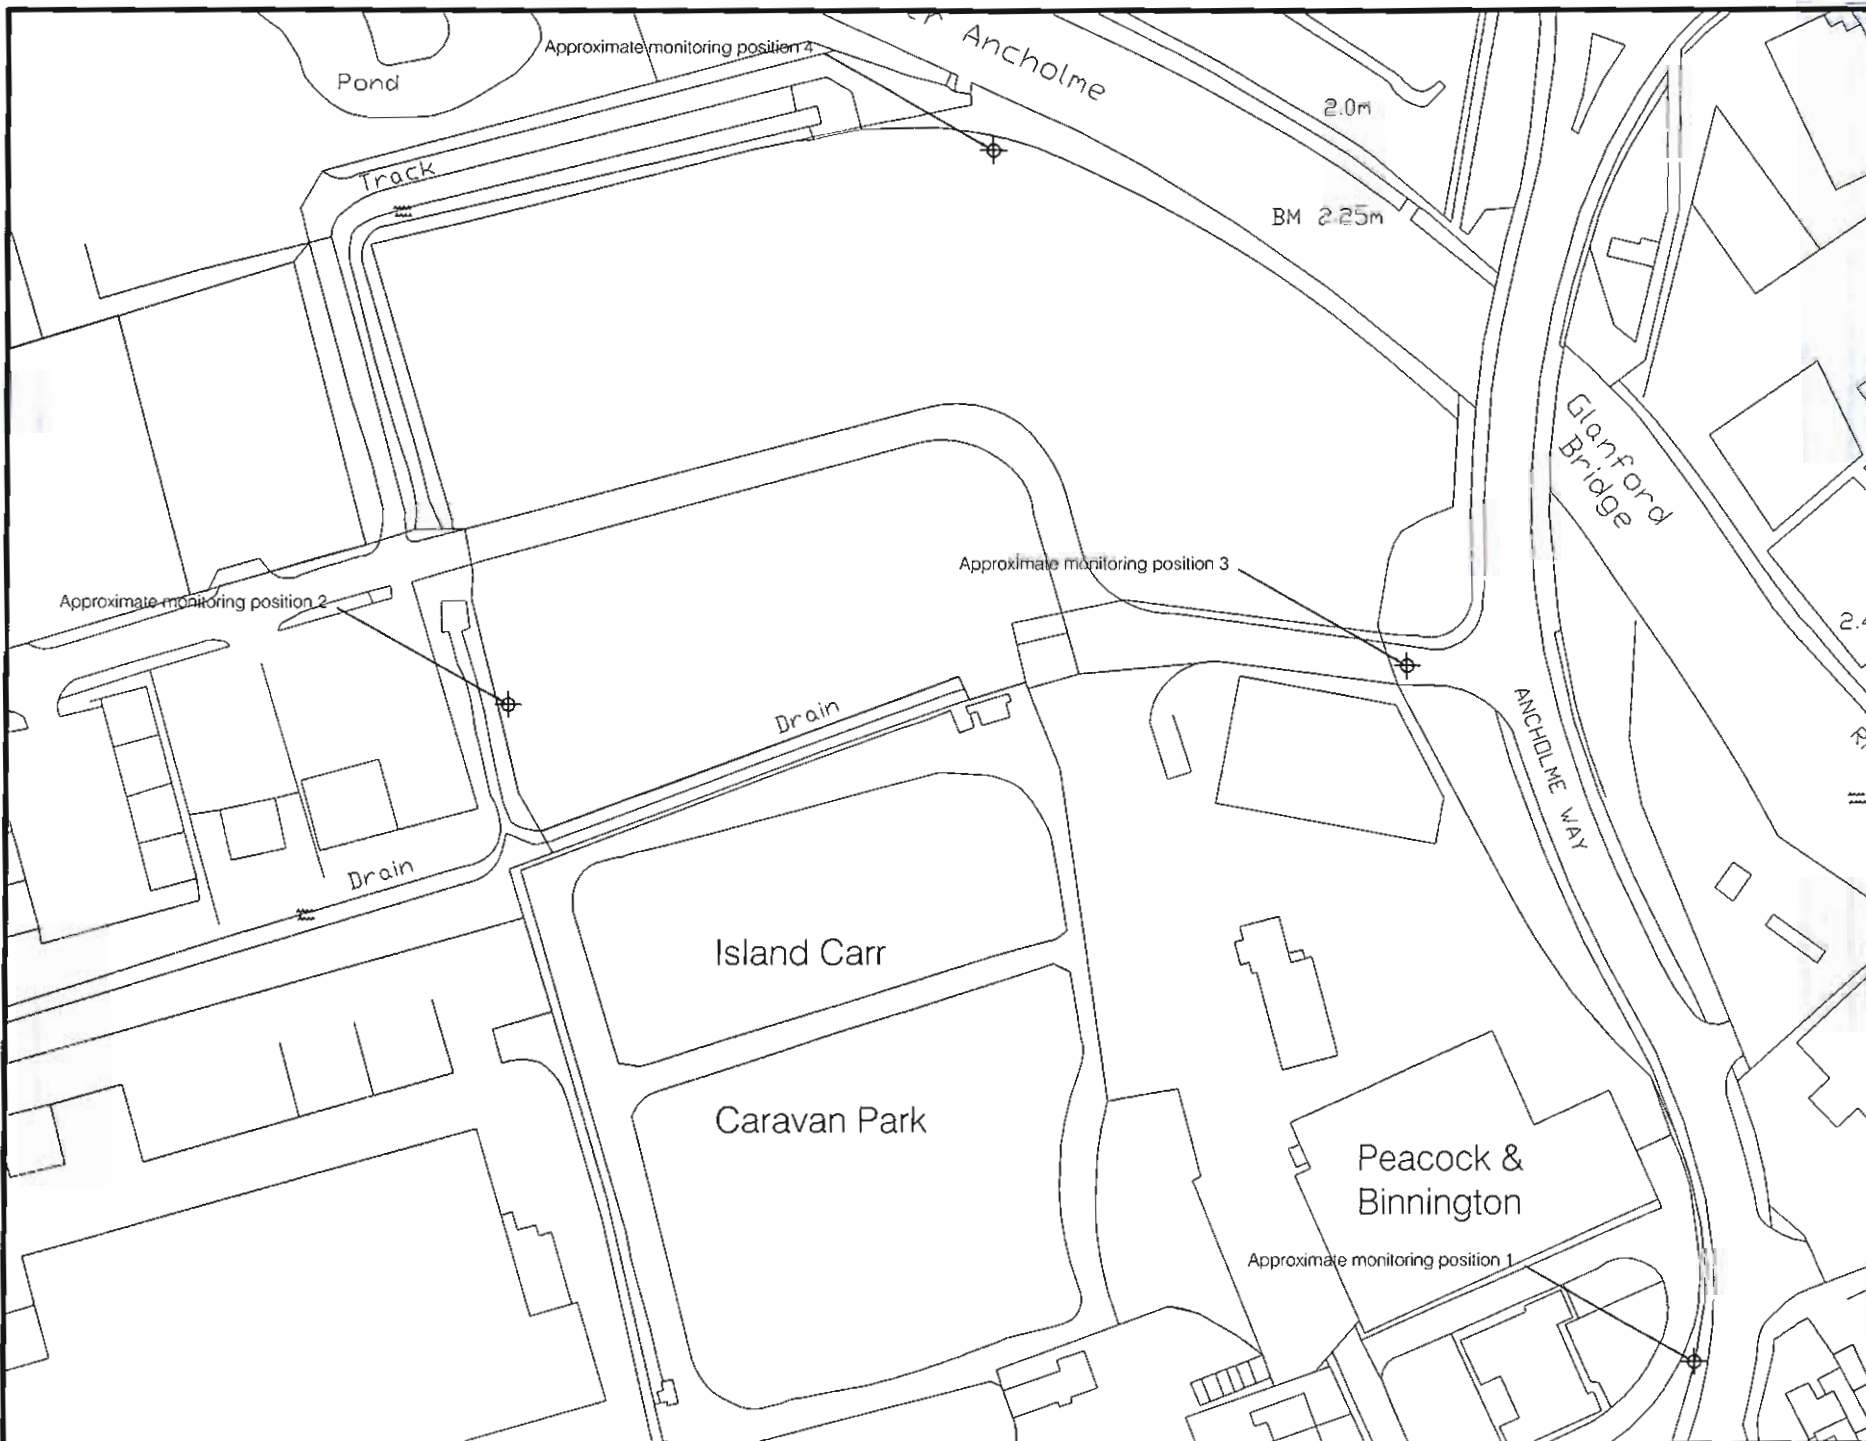 Approximate monitoring position 4
Ancholme
Pond
2.0m
Track
BM 2.25m
Glanford
Bridge
Approximate monitoring position 3
Approximate monitoring position 2
Drain
ANCHOLME WAY
Drain
Island Carr
Caravan Park
Peacock &
Binnington
Approximate monitoring position 1